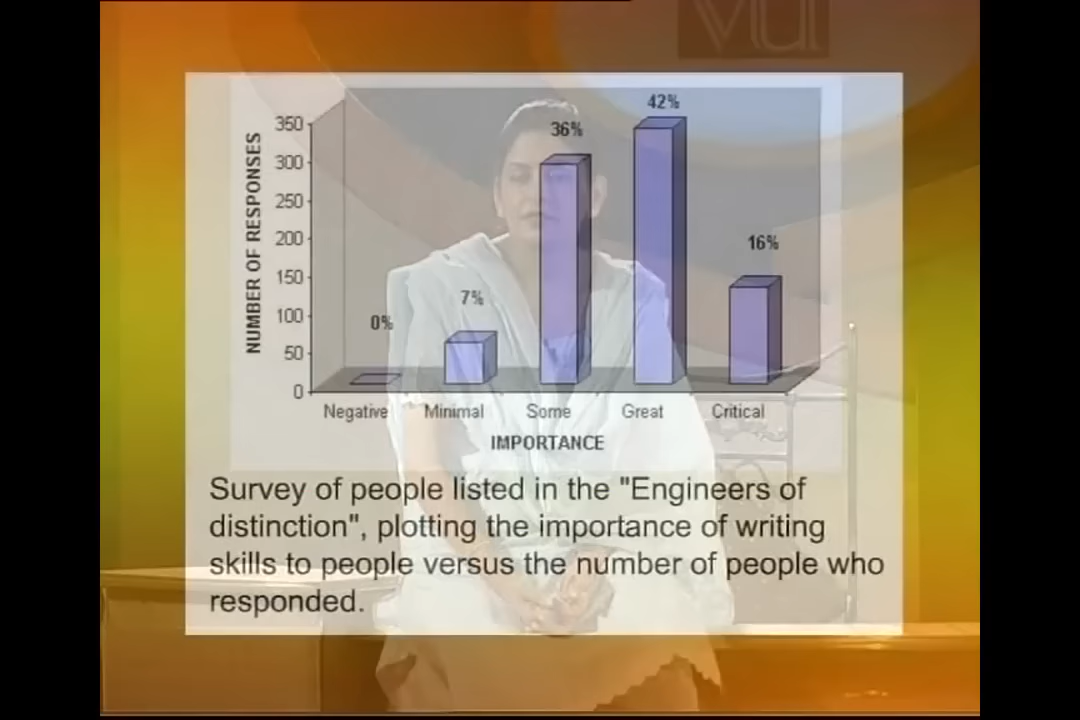 VU
42%
350
36%
300
NUMBER OF RESPONSES
250
200
16%
150
7%
100
0%
50
0
Negative Minimal Some Great Critical
IMPORTANCE
Survey of people listed in the "Engineers of
distinction", plotting the importance of writing
skills to people versus the number of people who
responded.